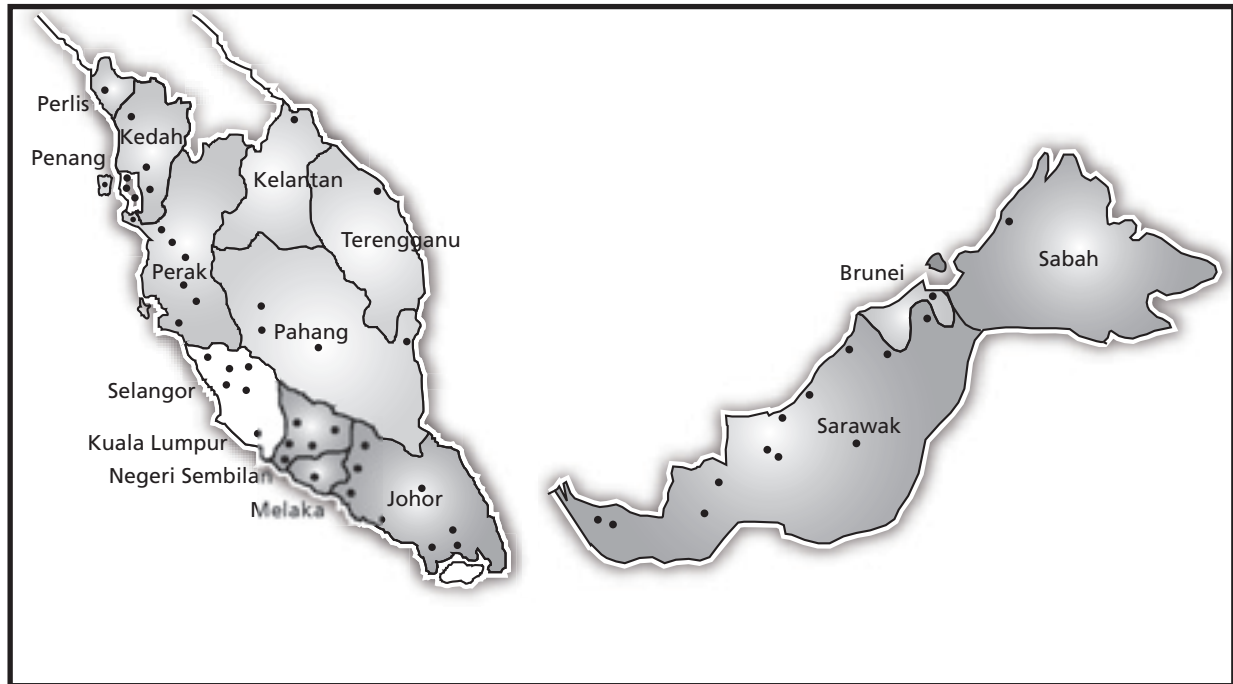 Perlis
Kedah
Penang
Kelantan
Terengganu
Perak
Pahang
Selangor
Kuala Lumpur
Negeri Sembilan
Melaka
Johor
Brunei
Sabah
Sarawak